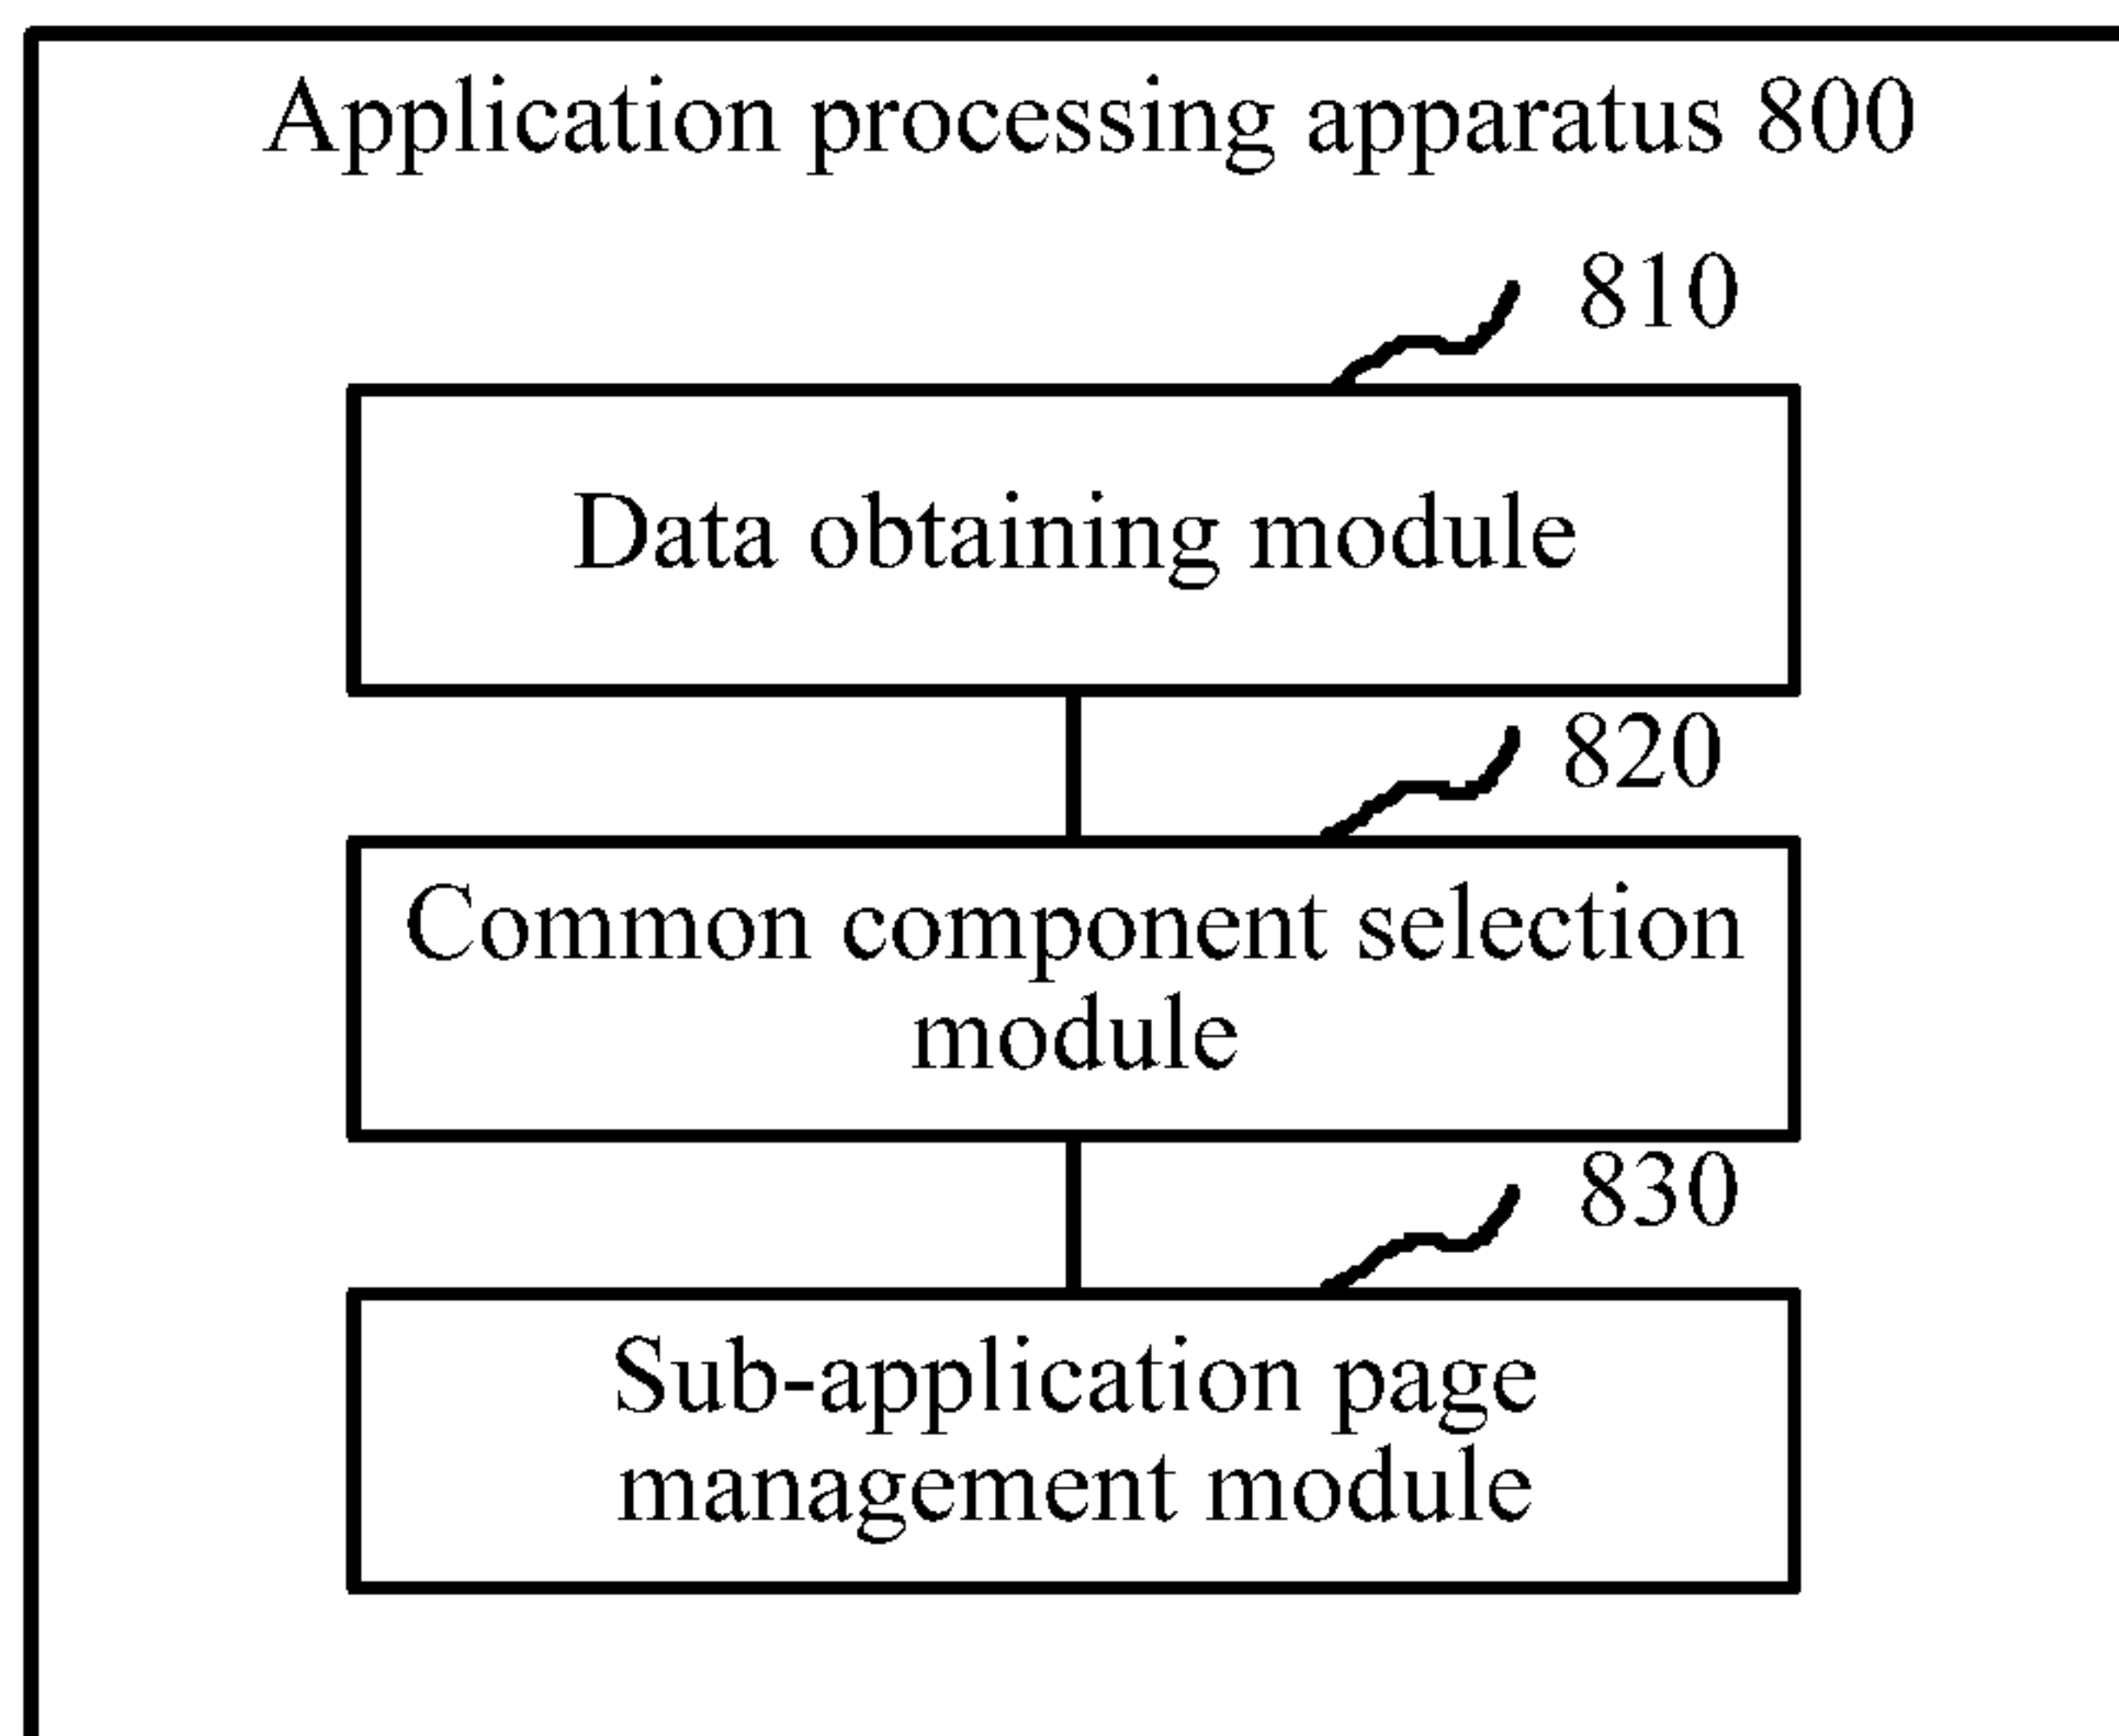 Application processing apparatus 800
810
Data obtaining module
820
Common component selection
module
830
Sub-application page
management module